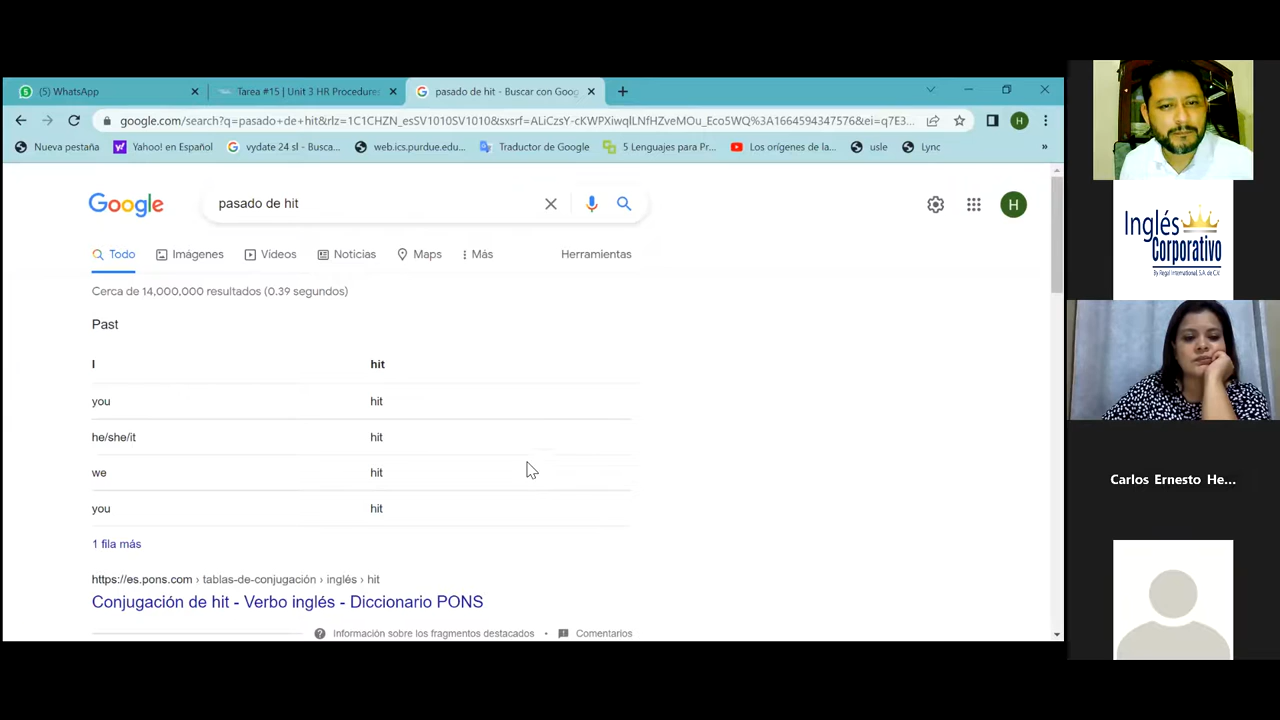 5
(5) WhatsApp
Tarea #15 | Unit 3 HR Procedures
pasado de hit - Buscar con Goog
google.com/search?q=pasado+de+hit&rlz=1C1CHZN_esSV1010SV1010&sxsrf=ALiCzsY-cKWPXiwqlLNfHZveMOu_Eco5WQ%3A1664594347576&ei=q7E3...
H
Nueva pestaña
Yahoo! en Español
vydate 24 sl - Busca...
web.ics.purdue.edu...
Traductor de Google
5 Lenguajes para Pr...
Los orígenes de la...
usle
Lync
»
Google
pasado de hit
H
Todo
Imágenes
Videos
Noticias
Maps
Más
Herramientas
Cerca de 14,000,000 resultados (0.39 segundos)
Past
I hit
you hit
he/she/it hit
we hit
you hit
1 fila más
https://es.pons.com › tablas-de-conjugación › inglés › hit
Conjugación de hit - Verbo inglés - Diccionario PONS
Información sobre los fragmentos destacados • Comentarios
Inglés
Corporativo
By Regal International, S.A. de C.V.
Carlos Ernesto He...